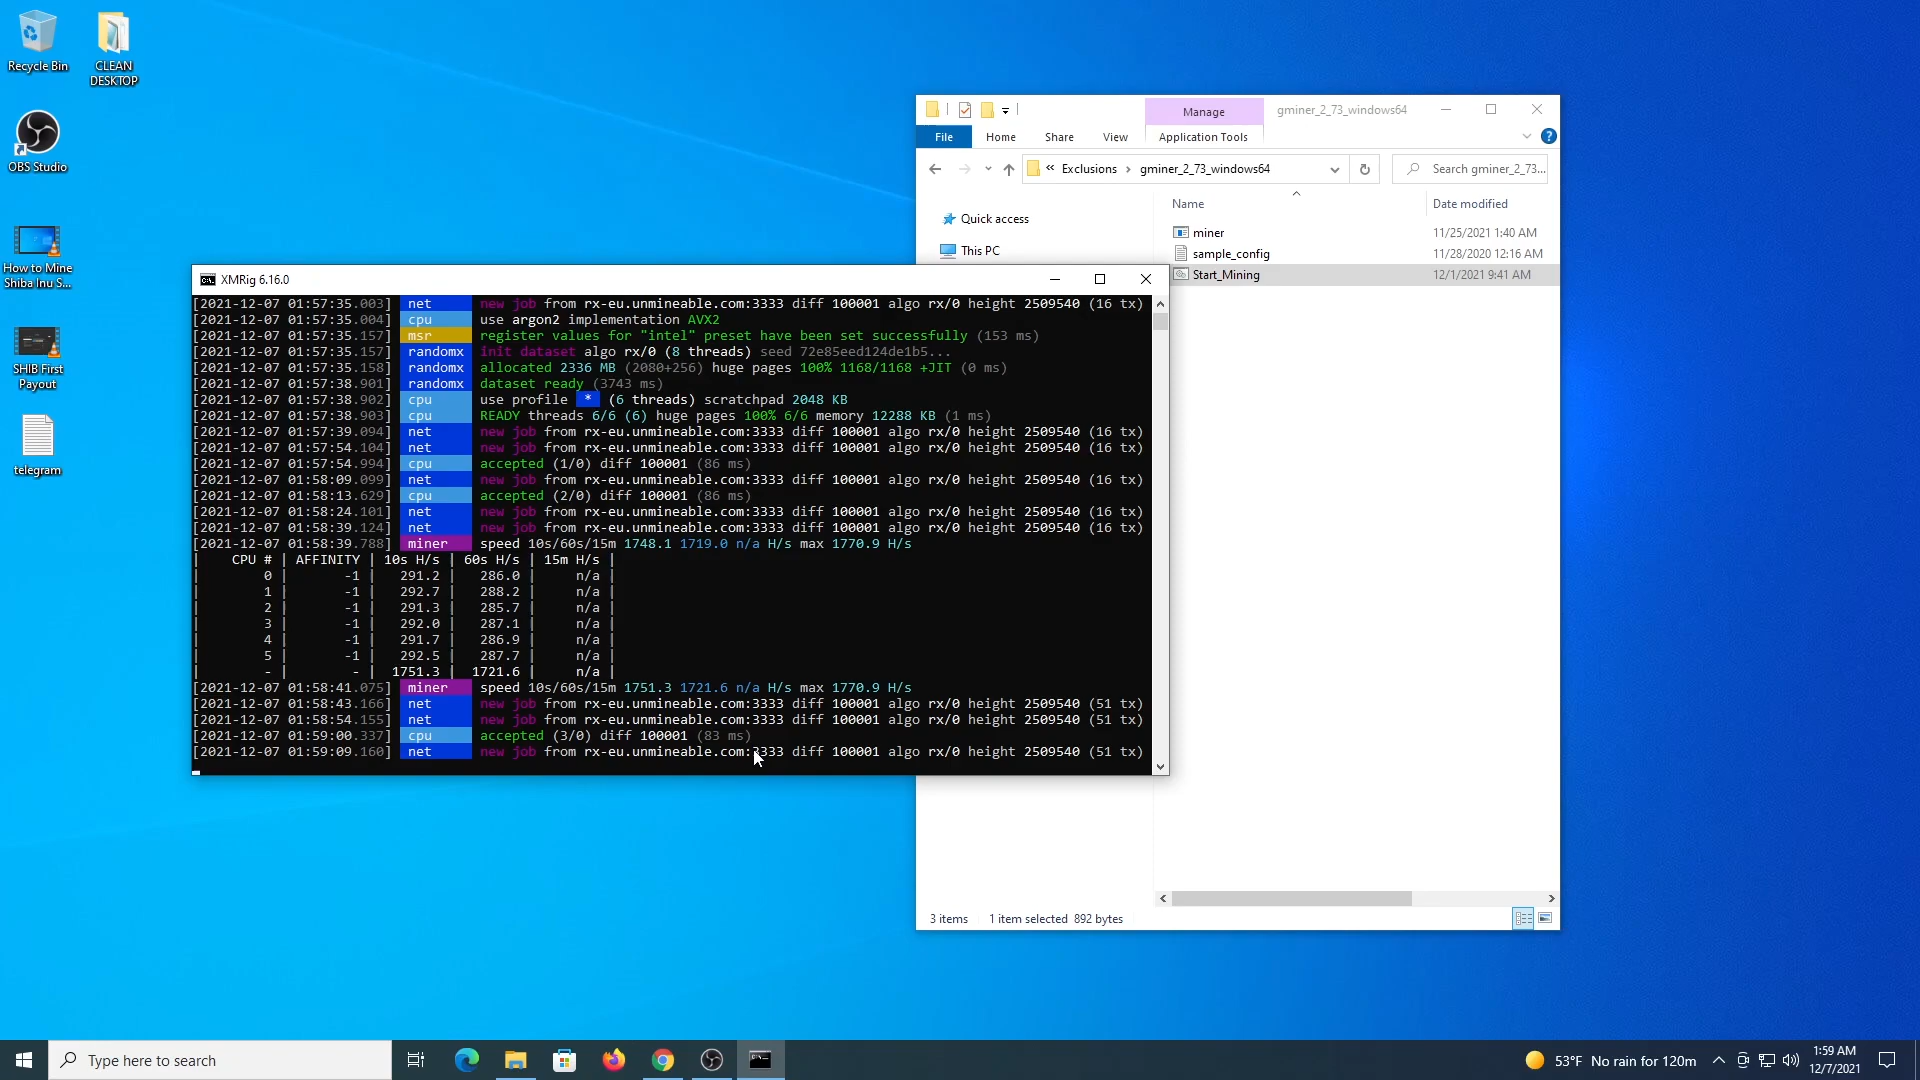 Recycle Bin
CLEAN
DESKTOP
OBS Studio
How to Mine
Shiba Inu S...
SHIB First
Payout
telegram
Manage
gminer_2_73_windows64
File
Home
Share
View
Application Tools
?
« Exclusions › gminer_2_73_windows64
Search gminer_2_73...
Name
Date modified
Quick access
This PC
miner 11/25/2021 1:40 AM
sample_config 11/28/2020 12:16 AM
Start_Mining 12/1/2021 9:41 AM
3 items 1 item selected 892 bytes
XMRig 6.16.0
[2021-12-07 01:57:35.003] net new job from rx-eu.unmineable.com:3333 diff 100001 algo rx/0 height 2509540 (16 tx)
[2021-12-07 01:57:35.004] cpu use argon2 implementation AVX2
[2021-12-07 01:57:35.157] msr register values for "intel" preset have been set successfully (153 ms)
[2021-12-07 01:57:35.157] randomx init dataset algo rx/0 (8 threads) seed 72e85eed124de1b5...
[2021-12-07 01:57:35.158] randomx allocated 2336 MB (2080+256) huge pages 100% 1168/1168 +JIT (0 ms)
[2021-12-07 01:57:38.901] randomx dataset ready (3743 ms)
[2021-12-07 01:57:38.902] cpu use profile * (6 threads) scratchpad 2048 KB
[2021-12-07 01:57:38.903] cpu READY threads 6/6 (6) huge pages 100% 6/6 memory 12288 KB (1 ms)
[2021-12-07 01:57:39.094] net new job from rx-eu.unmineable.com:3333 diff 100001 algo rx/0 height 2509540 (16 tx)
[2021-12-07 01:57:54.104] net new job from rx-eu.unmineable.com:3333 diff 100001 algo rx/0 height 2509540 (16 tx)
[2021-12-07 01:57:54.994] cpu accepted (1/0) diff 100001 (86 ms)
[2021-12-07 01:58:09.099] net new job from rx-eu.unmineable.com:3333 diff 100001 algo rx/0 height 2509540 (16 tx)
[2021-12-07 01:58:13.629] cpu accepted (2/0) diff 100001 (86 ms)
[2021-12-07 01:58:24.101] net new job from rx-eu.unmineable.com:3333 diff 100001 algo rx/0 height 2509540 (16 tx)
[2021-12-07 01:58:39.124] net new job from rx-eu.unmineable.com:3333 diff 100001 algo rx/0 height 2509540 (16 tx)
[2021-12-07 01:58:39.788] miner speed 10s/60s/15m 1748.1 1719.0 n/a H/s max 1770.9 H/s
| CPU # | AFFINITY | 10s H/s | 60s H/s | 15m H/s |
| 0 | -1 | 291.2 | 286.0 | n/a |
| 1 | -1 | 292.7 | 288.2 | n/a |
| 2 | -1 | 291.3 | 285.7 | n/a |
| 3 | -1 | 292.0 | 287.1 | n/a |
| 4 | -1 | 291.7 | 286.9 | n/a |
| 5 | -1 | 292.5 | 287.7 | n/a |
| - | - | 1751.3 | 1721.6 | n/a |
[2021-12-07 01:58:41.075] miner speed 10s/60s/15m 1751.3 1721.6 n/a H/s max 1770.9 H/s
[2021-12-07 01:58:43.166] net new job from rx-eu.unmineable.com:3333 diff 100001 algo rx/0 height 2509540 (51 tx)
[2021-12-07 01:58:54.155] net new job from rx-eu.unmineable.com:3333 diff 100001 algo rx/0 height 2509540 (51 tx)
[2021-12-07 01:59:00.337] cpu accepted (3/0) diff 100001 (83 ms)
[2021-12-07 01:59:09.160] net new job from rx-eu.unmineable.com:3333 diff 100001 algo rx/0 height 2509540 (51 tx)
Type here to search
53°F No rain for 120m
1:59 AM
12/7/2021